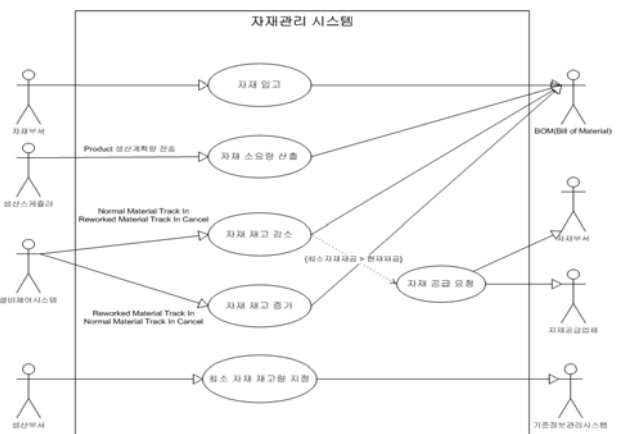 자재관리 시스템
자재 입고
자재부서
BOM(Bill of Material)
Product 생산계획량 전송
자재 소요량 산출
생산스케쥴러
Normal Material Track In
Reworked Material Track In Cancel
자재 재고 감소
자재부서
(최소자재재공 > 현재재공)
설비제어시스템
자재 공급 요청
자재 재고 증가
Reworked Material Track In
Normal Material Track In Cancel
자재공급업체
최소 자재 재고량 지정
생산부서
기준정보관리시스템